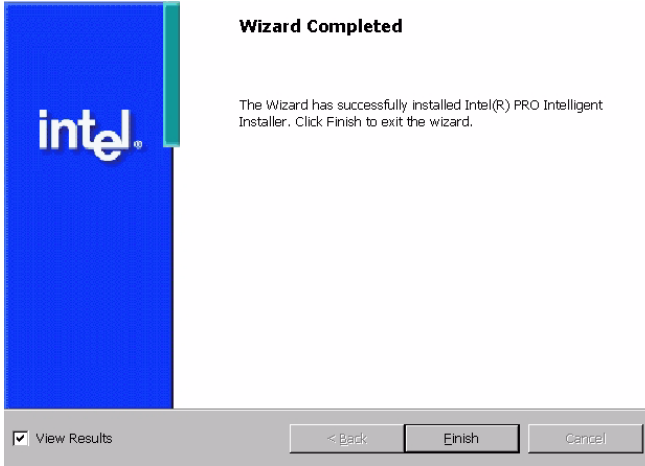 Wizard Completed
The Wizard has successfully installed Intel(R) PRO Intelligent
Installer. Click Finish to exit the wizard.
intel®
View Results
< Back
Finish
Cancel